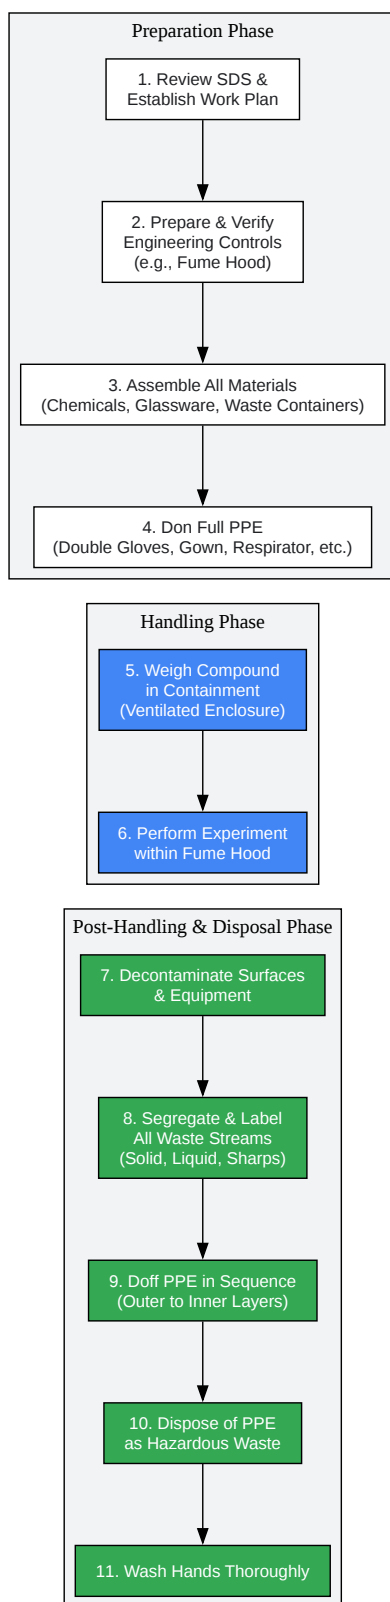 Preparation Phase
1. Review SDS &
Establish Work Plan
2. Prepare & Verify
Engineering Controls
(e.g., Fume Hood)
3. Assemble All Materials
(Chemicals, Glassware, Waste Containers)
4. Don Full PPE
(Double Gloves, Gown, Respirator, etc.)
Handling Phase
5. Weigh Compound
in Containment
(Ventilated Enclosure)
6. Perform Experiment
within Fume Hood
Post-Handling & Disposal Phase
7. Decontaminate Surfaces
& Equipment
8. Segregate & Label
All Waste Streams
(Solid, Liquid, Sharps)
9. Doff PPE in Sequence
(Outer to Inner Layers)
10. Dispose of PPE
as Hazardous Waste
11. Wash Hands Thoroughly